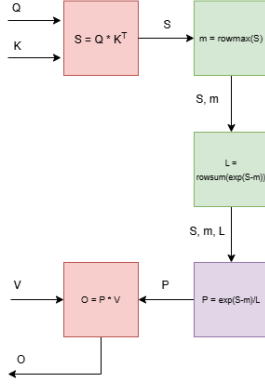 Q
K
S = Q * K^T
S
m = rowmax(S)
S, m
L =
rowsum(exp(S-m))
S, m, L
V
O = P * V
P
P = exp(S-m)/L
O